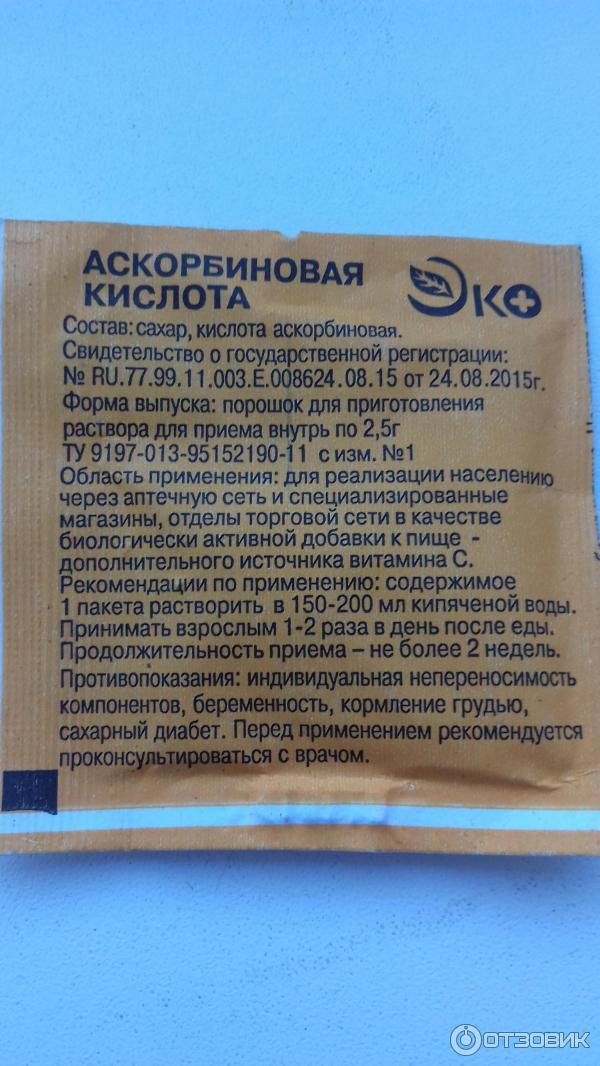 АСКОРБИНОВАЯ
КИСЛОТА
Эко
Состав: сахар, кислота аскорбиновая.
Свидетельство о государственной регистрации:
№ RU.77.99.11.003.Е.008624.08.15 от 24.08.2015г.
Форма выпуска: порошок для приготовления
раствора для приема внутрь по 2,5г
ТУ 9197-013-95152190-11 с изм. №1
Область применения: для реализации населению
через аптечную сеть и специализированные
магазины, отделы торговой сети в качестве
биологически активной добавки к пище -
дополнительного источника витамина С.
Рекомендации по применению: содержимое
1 пакета растворить в 150-200 мл кипяченой воды.
Принимать взрослым 1-2 раза в день после еды.
Продолжительность приема – не более 2 недель.
Противопоказания: индивидуальная непереносимость
компонентов, беременность, кормление грудью,
сахарный диабет. Перед применением рекомендуется
проконсультироваться с врачом.
ОТЗОВИК